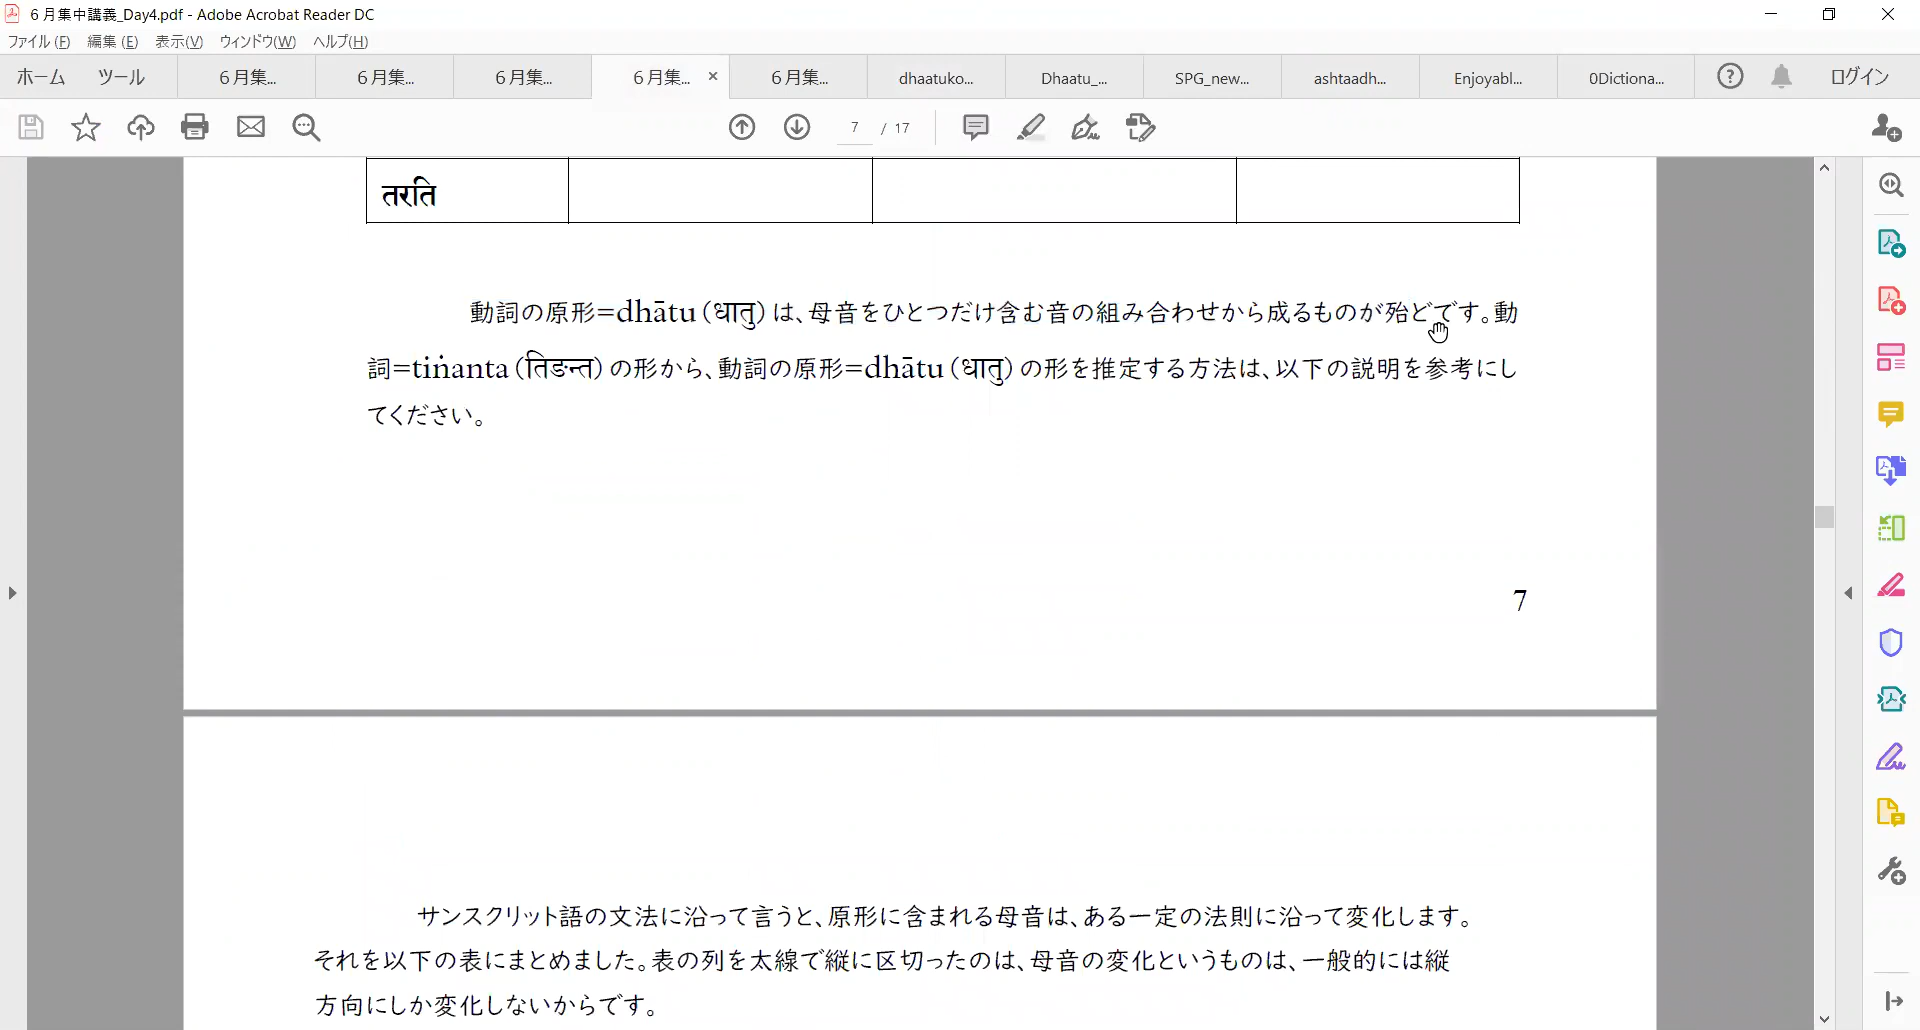 6月集中講義_Day4.pdf - Adobe Acrobat Reader DC
ファイル(F) 編集(E) 表示(V) ウィンドウ(W) ヘルプ(H)
ホーム ツール 6月集... 6月集... 6月集... 6月集... × 6月集... dhaatuko... Dhaatu_... SPG_new... ashtaadh... Enjoyabl... 0Dictiona... ログイン
7 / 17
तरति
動詞の原形=dhātu(धातु)は、母音をひとつだけ含む音の組み合わせから成るものが殆どです。動
詞=tiṅanta(तिङन्त)の形から、動詞の原形=dhātu(धातु)の形を推定する方法は、以下の説明を参考にし
てください。
7
サンスクリット語の文法に沿って言うと、原形に含まれる母音は、ある一定の法則に沿って変化します。
それを以下の表にまとめました。表の列を太線で縦に区切ったのは、母音の変化というものは、一般的には縦
方向にしか変化しないからです。